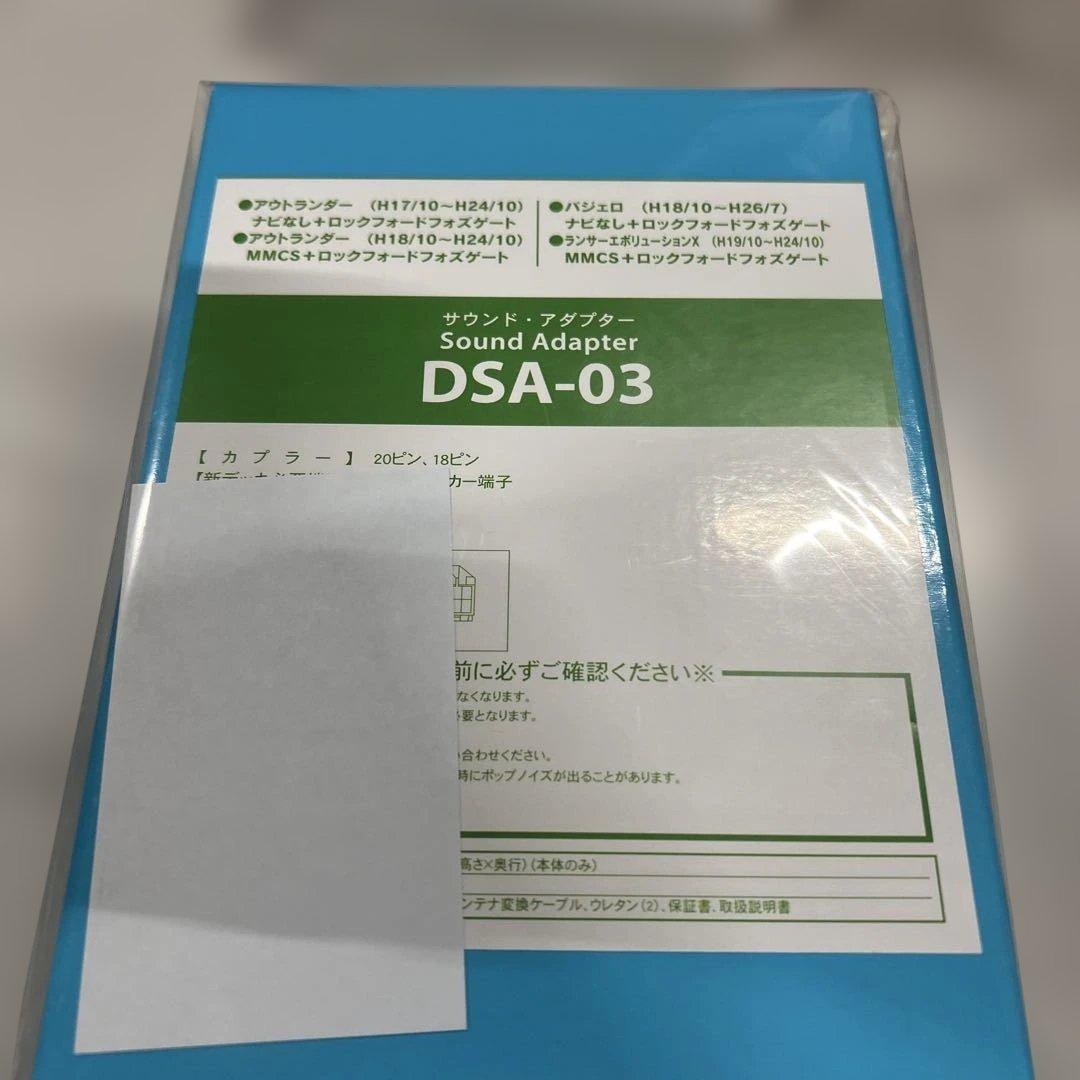 ●アウトランダー (H17/10～H24/10)
ナビなし＋ロックフォードフォズゲート
●アウトランダー (H18/10～H24/10)
MMCS＋ロックフォードフォズゲート
●パジェロ (H18/10～H26/7)
ナビなし＋ロックフォードフォズゲート
●ランサーエボリューションX (H19/10～H24/10)
MMCS＋ロックフォードフォズゲート
サウンド・アダプター
Sound Adapter
DSA-03
【カプラー】 20ピン、18ピン
カー端子
前に必ずご確認ください※
なくなります。
要となります。
い合わせください。
時にポップノイズが出ることがあります。
高さ×奥行) (本体のみ)
ンテナ変換ケーブル、ウレタン(2)、保証書、取扱説明書